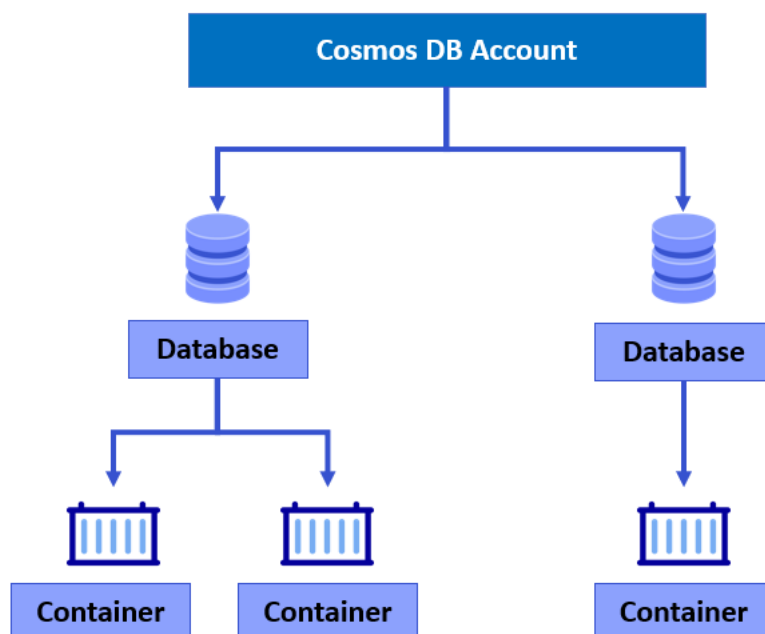 Cosmos DB Account
Database
Database
Container
Container
Container